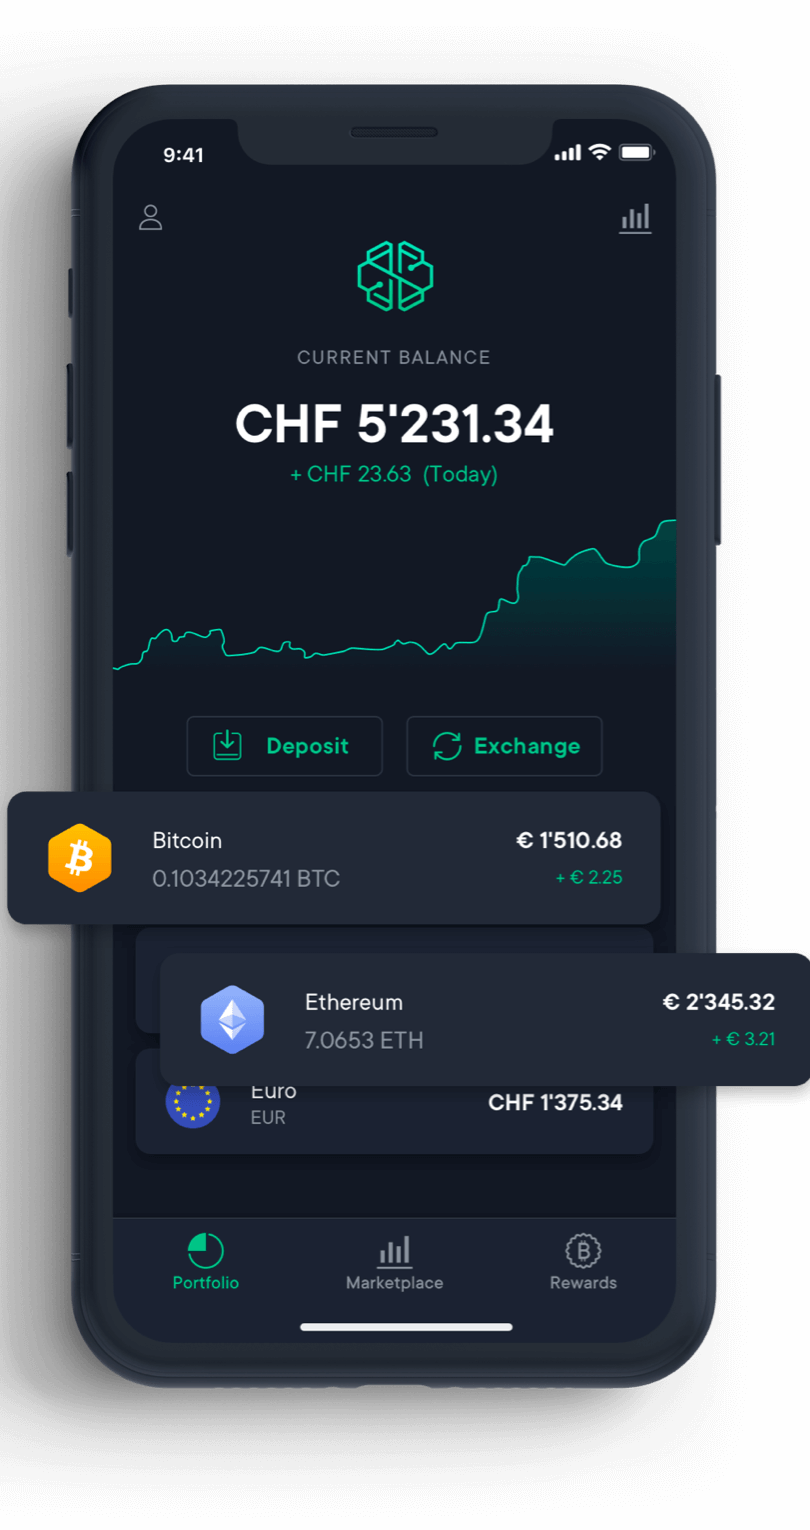 9:41
CURRENT BALANCE
CHF 5'231.34
+ CHF 23.63 (Today)
Deposit
Exchange
Bitcoin
€ 1'510.68
0.1034225741 BTC
+ € 2.25
Ethereum
€ 2'345.32
7.0653 ETH
+ € 3.21
Euro
CHF 1'375.34
EUR
Portfolio
Marketplace
Rewards